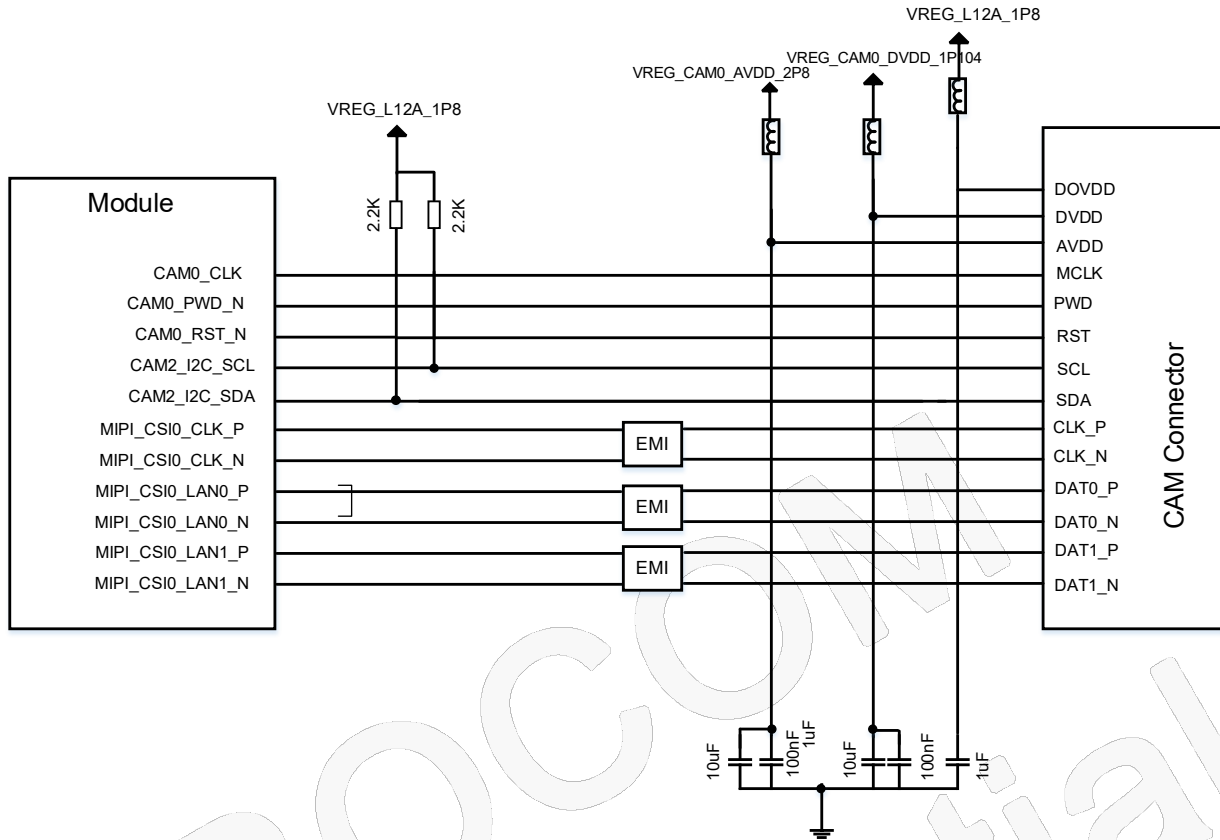 VREG_L12A_1P8
VREG_CAM0_DVDD_1P104
VREG_CAM0_AVDD_2P8
VREG_L12A_1P8
2.2K
2.2K
Module
CAM0_CLK
CAM0_PWD_N
CAM0_RST_N
CAM2_I2C_SCL
CAM2_I2C_SDA
MIPI_CSI0_CLK_P
MIPI_CSI0_CLK_N
MIPI_CSI0_LAN0_P
MIPI_CSI0_LAN0_N
MIPI_CSI0_LAN1_P
MIPI_CSI0_LAN1_N
EMI
EMI
EMI
DOVDD
DVDD
AVDD
MCLK
PWD
RST
SCL
SDA
CLK_P
CLK_N
DAT0_P
DAT0_N
DAT1_P
DAT1_N
CAM Connector
10uF
100nF
1uF
10uF
100nF
1uF